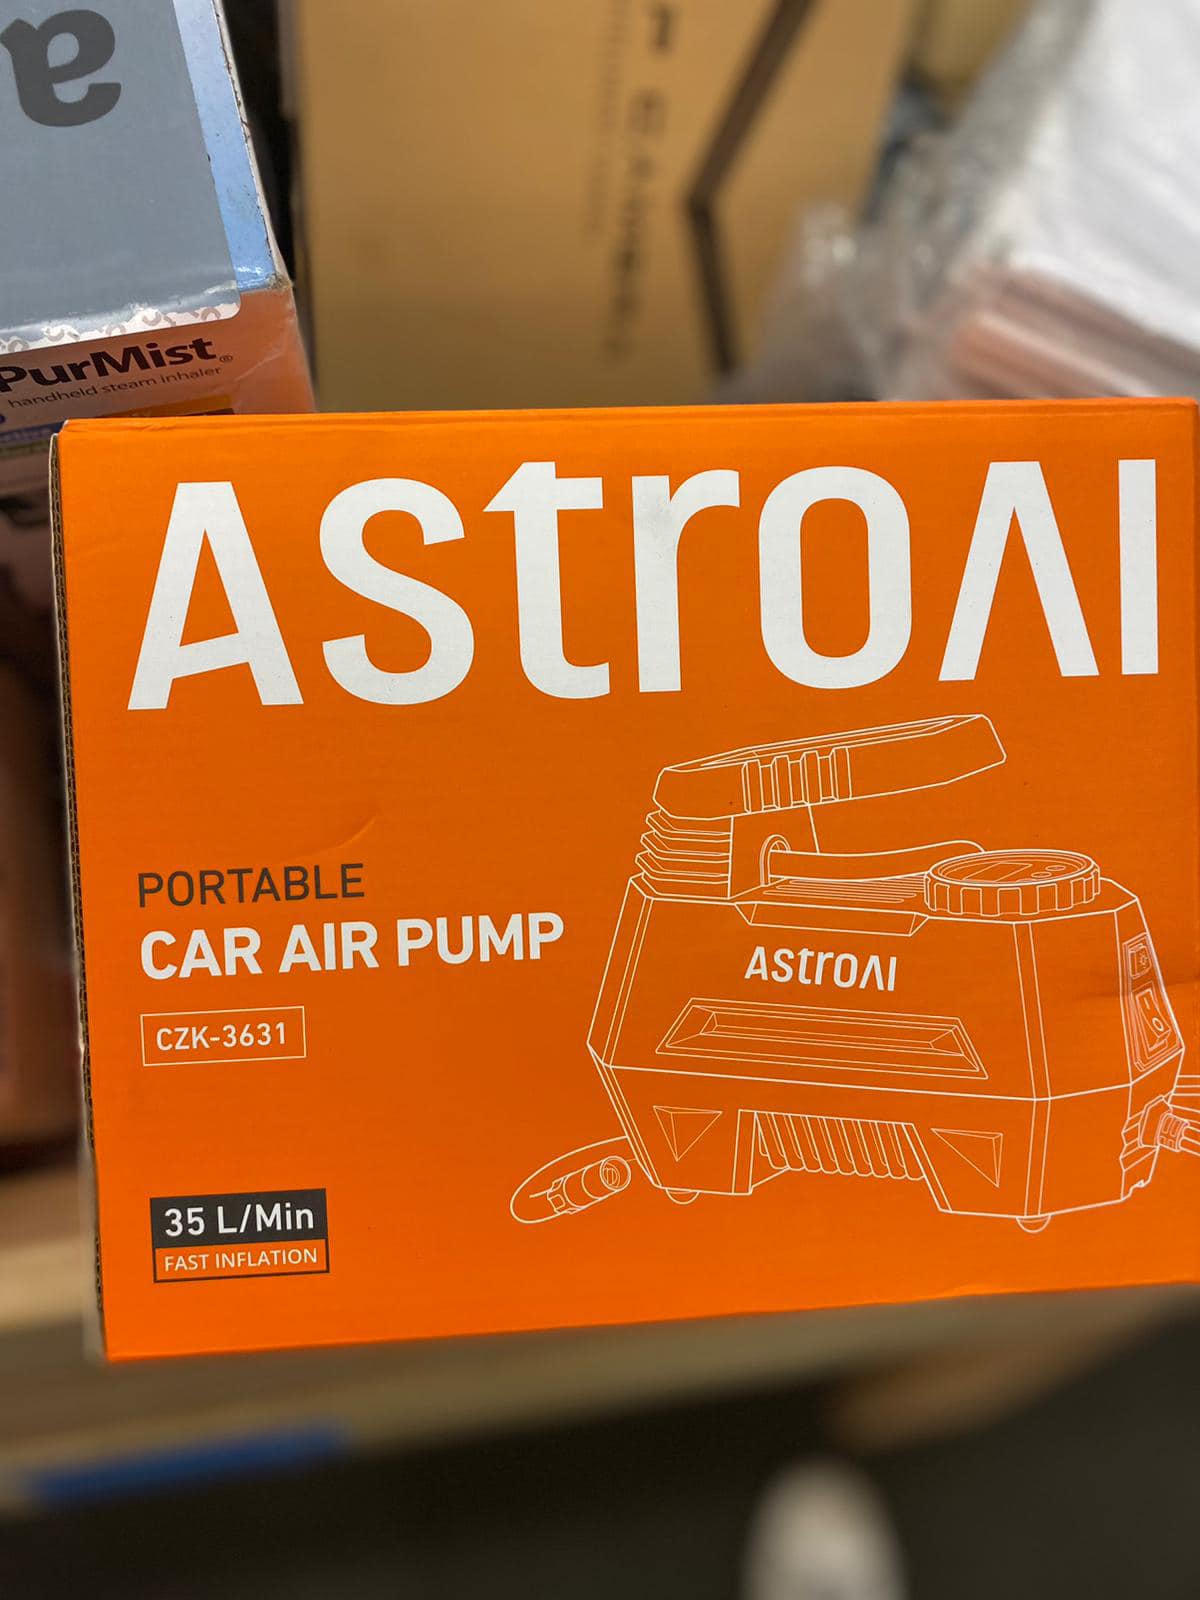 a
PurMist®
handheld steam inhaler
AstroAI
PORTABLE
CAR AIR PUMP
CZK-3631
AstroAI
35 L/Min
FAST INFLATION